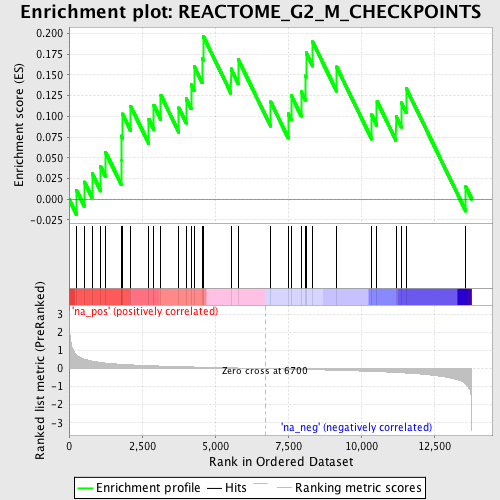 Enrichment plot: REACTOME_G2_M_CHECKPOINTS
Enrichment score (ES)
0.200
0.175
0.150
0.125
0.100
0.075
0.050
0.025
0.000
-0.025
'na_pos' (positively correlated)
Ranked list metric (PreRanked)
3
2
1
0
-1
-2
-3
Zero cross at 6700
'na_neg' (negatively correlated)
0 2,500 5,000 7,500 10,000 12,500
Rank in Ordered Dataset
Enrichment profile Hits Ranking metric scores